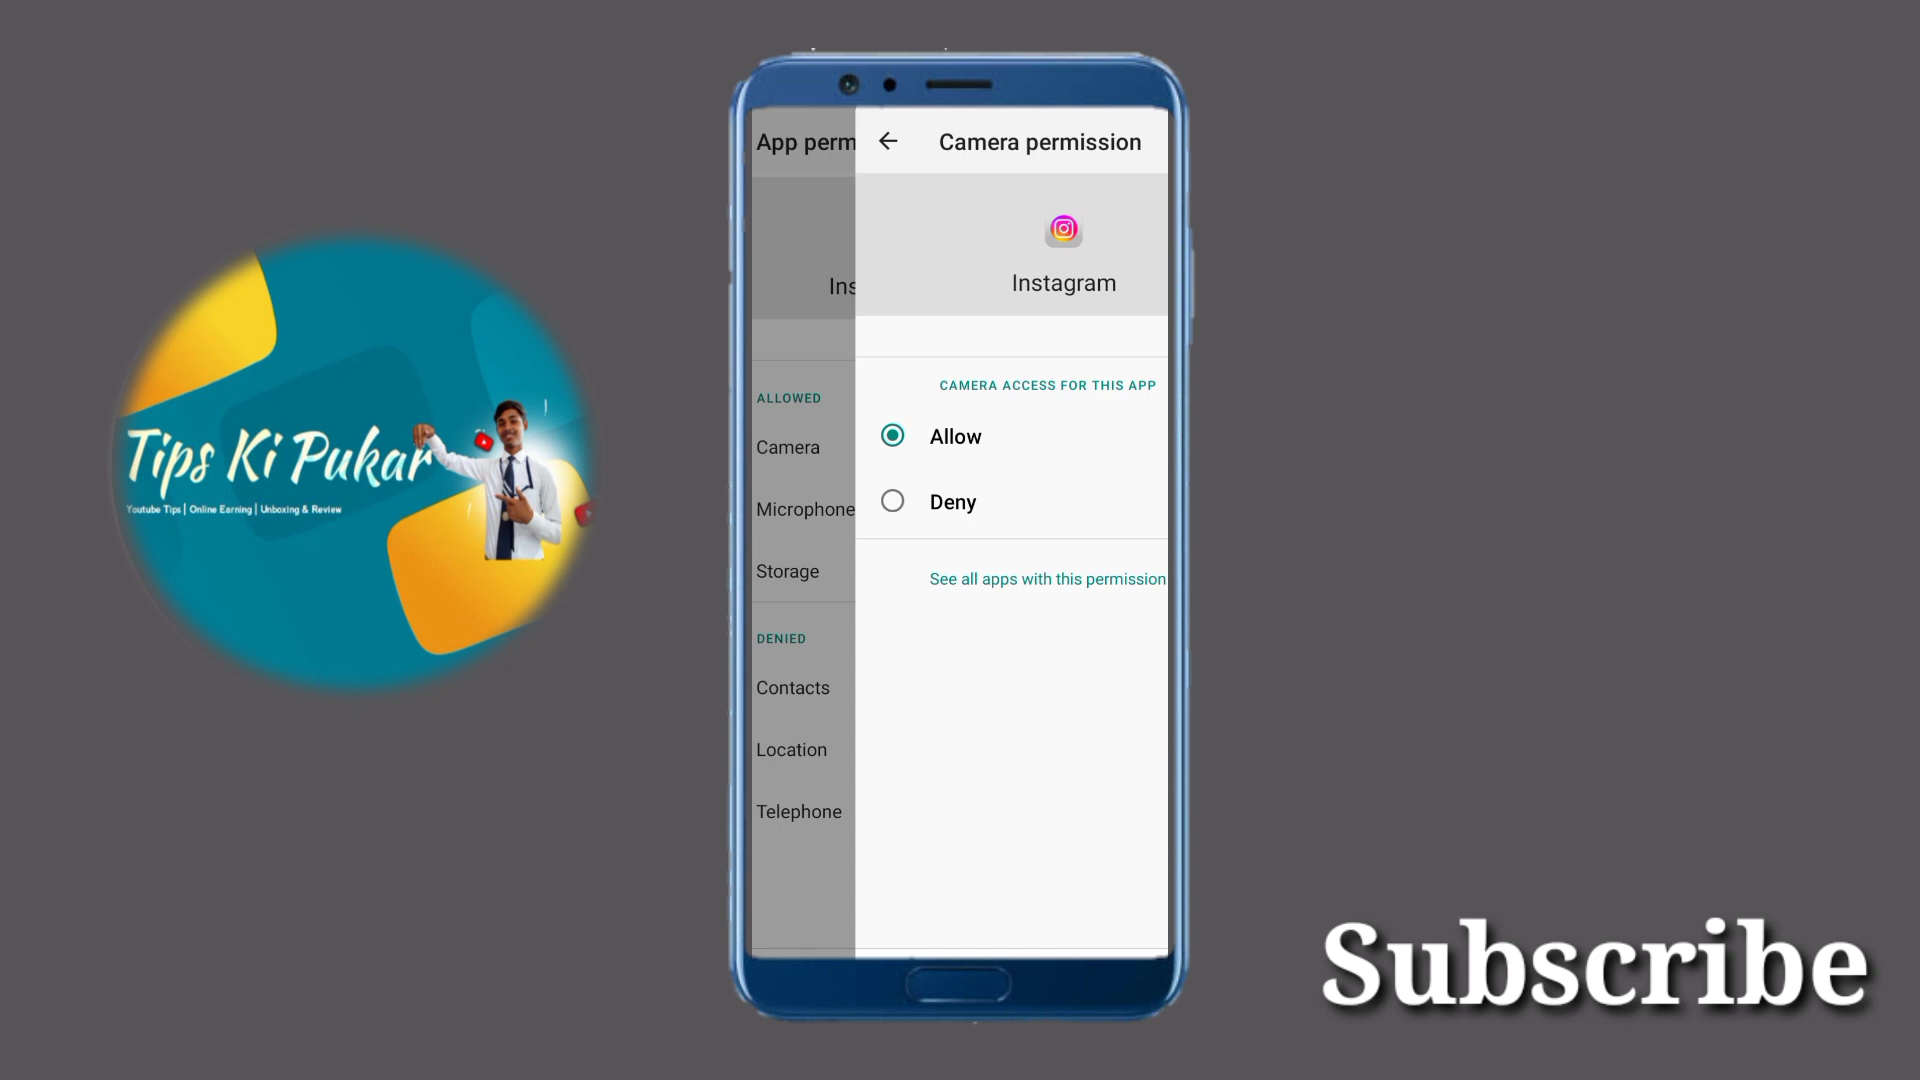 Tips Ki Pukar
Youtube Tips | Online Earning | Unboxing & Review
App perm
Ins
ALLOWED
Camera
Microphone
Storage
DENIED
Contacts
Location
Telephone
Camera permission
Instagram
CAMERA ACCESS FOR THIS APP
Allow
Deny
See all apps with this permission
Subscribe